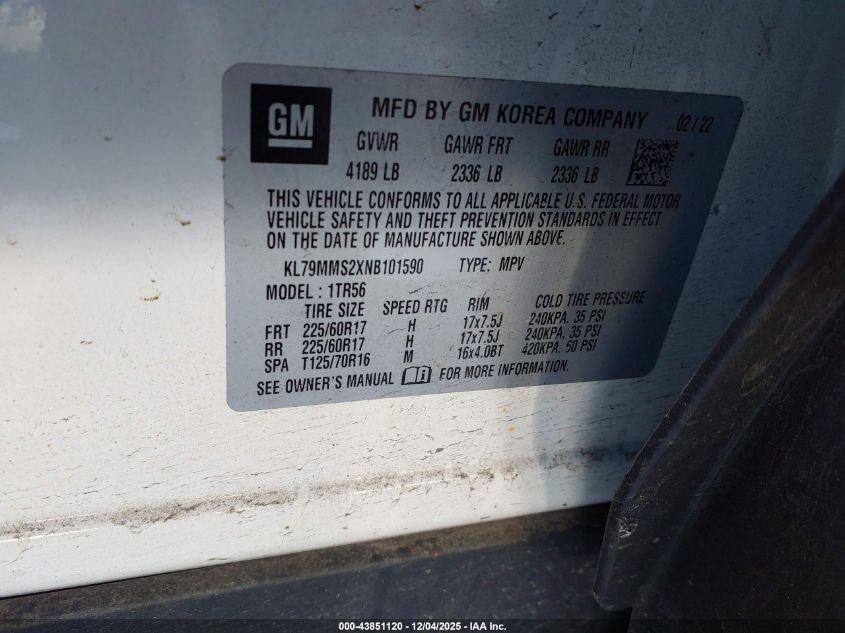 GM
MFD BY GM KOREA COMPANY 02/22
GVWR GAWR FRT GAWR RR
4189 LB 2336 LB 2336 LB
THIS VEHICLE CONFORMS TO ALL APPLICABLE U.S. FEDERAL MOTOR
VEHICLE SAFETY AND THEFT PREVENTION STANDARDS IN EFFECT
ON THE DATE OF MANUFACTURE SHOWN ABOVE.
KL79MMS2XNB101590 TYPE: MPV
MODEL : 1TR56
TIRE SIZE SPEED RTG RIM COLD TIRE PRESSURE
FRT 225/60R17 H 17x7.5J 240KPA. 35 PSI
RR 225/60R17 H 17x7.5J 240KPA. 35 PSI
SPA T125/70R16 M 16x4.0BT 420KPA. 50 PSI
SEE OWNER'S MANUAL i FOR MORE INFORMATION.
000-43851120 - 12/04/2025 - IAA Inc.